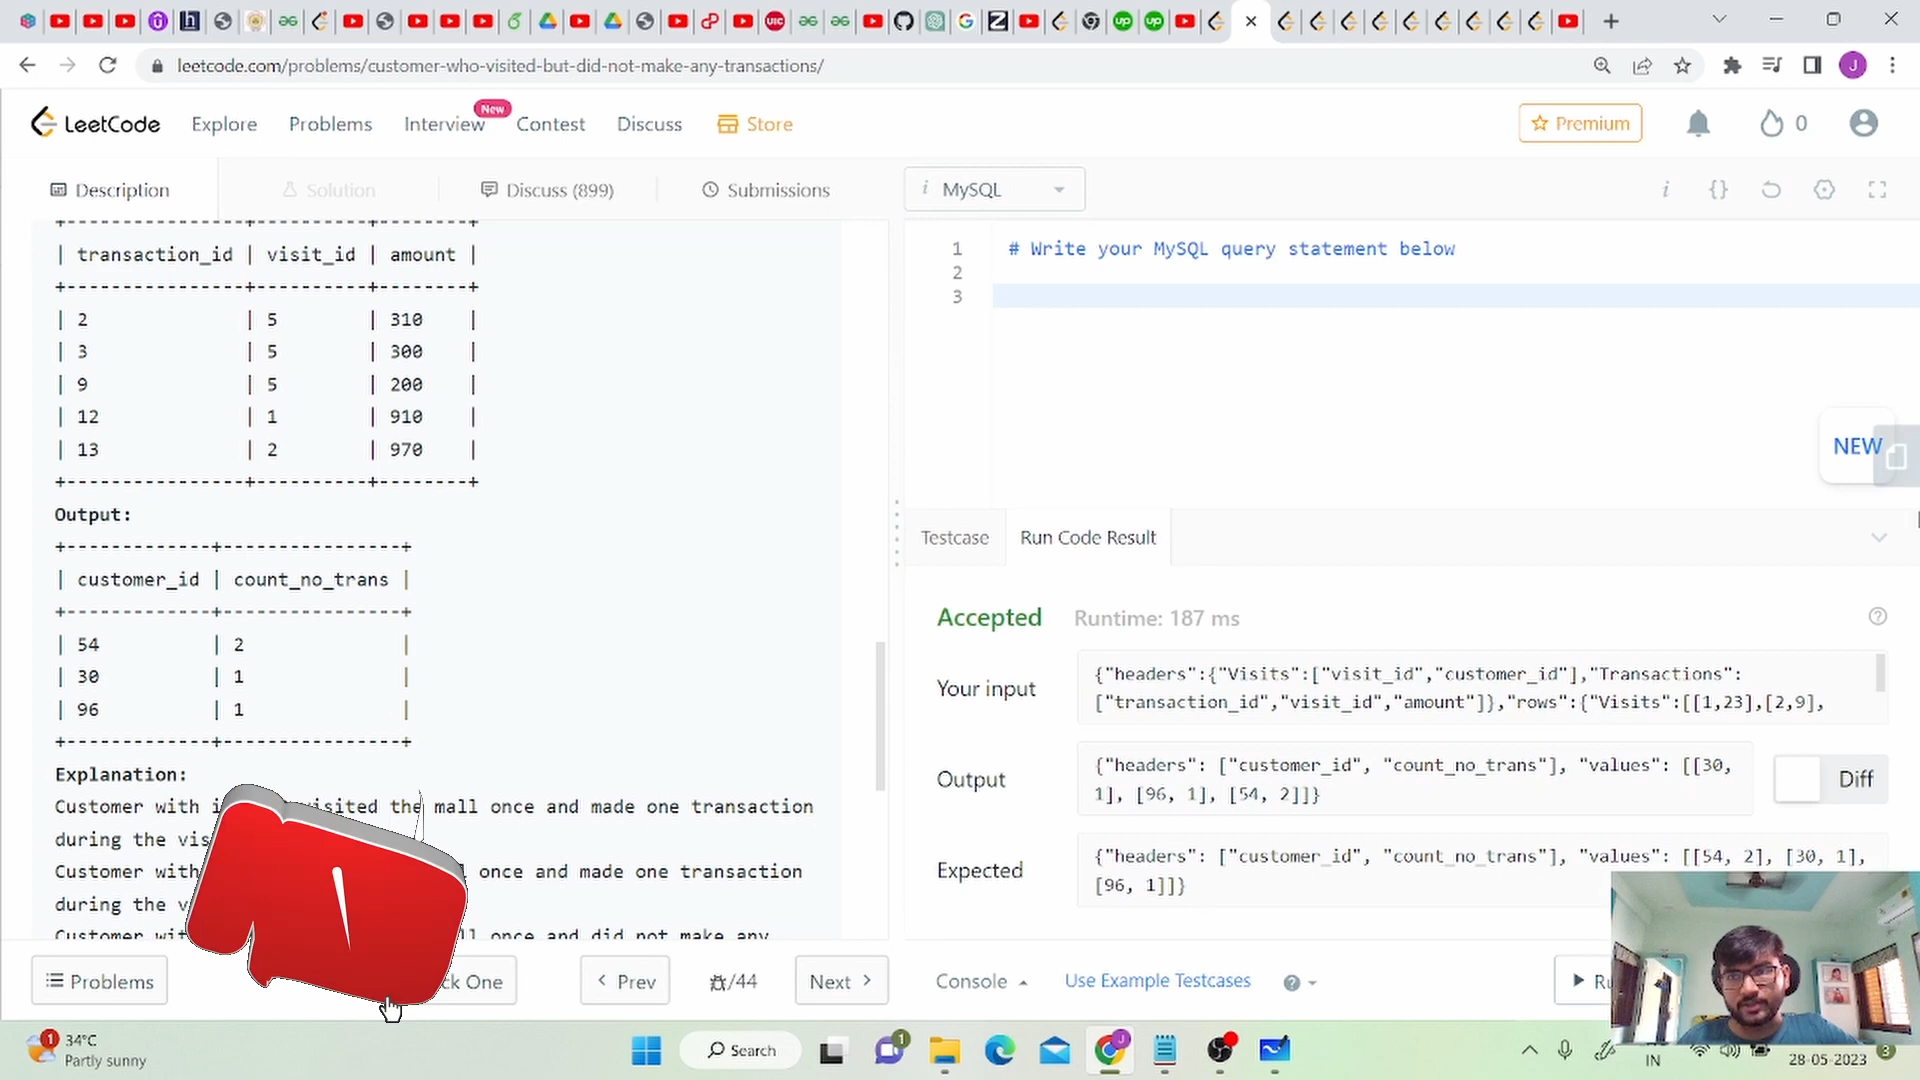 leetcode.com/problems/customer-who-visited-but-did-not-make-any-transactions/
J
LeetCode
Explore
Problems
Interview
New
Contest
Discuss
Store
Premium
0
Description
Solution
Discuss (899)
Submissions
i MySQL
| transaction_id | visit_id | amount |
+----------------+----------+--------+
| 2 | 5 | 310 |
| 3 | 5 | 300 |
| 9 | 5 | 200 |
| 12 | 1 | 910 |
| 13 | 2 | 970 |
+----------------+----------+--------+
Output:
+-------------+----------------+
| customer_id | count_no_trans |
+-------------+----------------+
| 54 | 2 |
| 30 | 1 |
| 96 | 1 |
+-------------+----------------+
Explanation:
Customer with visited the mall once and made one transaction
during the
Customer with once and made one transaction
during the
Customer once and did not make any
Problems
One
Prev
/44
Next
1 # Write your MySQL query statement below
2
3
NEW
Testcase
Run Code Result
Accepted
Runtime: 187 ms
Your input
{"headers":{"Visits":["visit_id","customer_id"],"Transactions":
["transaction_id","visit_id","amount"]},"rows":{"Visits":[[1,23],[2,9],
Output
{"headers": ["customer_id", "count_no_trans"], "values": [[30,
1], [96, 1], [54, 2]]}
Diff
Expected
{"headers": ["customer_id", "count_no_trans"], "values": [[54, 2], [30, 1],
[96, 1]]}
Console
Use Example Testcases
34°C
Partly sunny
Search
IN
28-05-2023